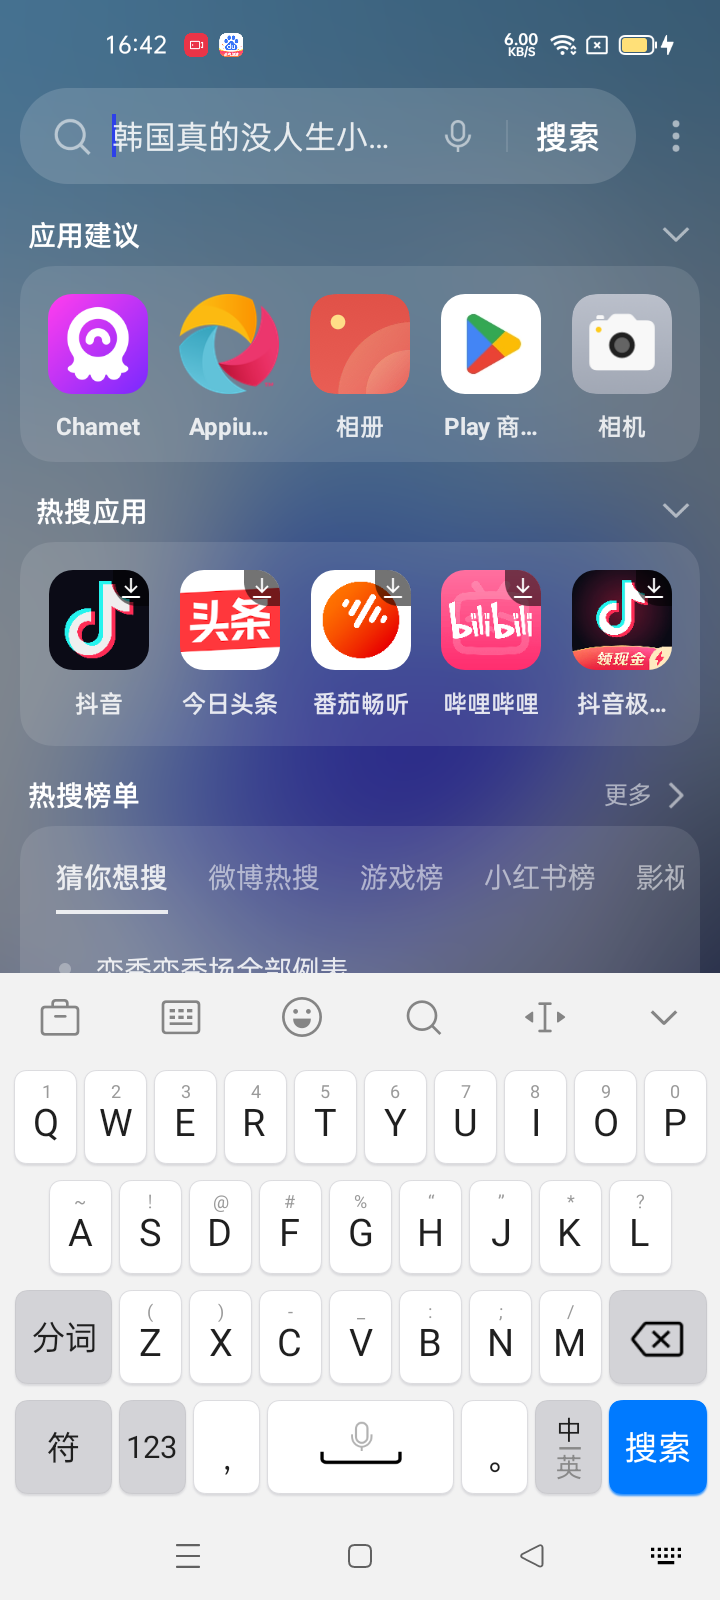 16:42
6.00
KB/S
韩国真的没人生小...
搜索
应用建议
Chamet
Appiu...
相册
Play 商...
相机
热搜应用
头条
bilibili
领现金
抖音
今日头条
番茄畅听
哔哩哔哩
抖音极...
热搜榜单
更多
猜你想搜
微博热搜
游戏榜
小红书榜
影视
1 2 3 4 5 6 7 8 9 0
Q W E R T Y U I O P
~ ! @ # % “ ” * ?
A S D F G H J K L
分词
( ) - _ : ; /
Z X C V B N M
符
123
,
。
中
英
搜索